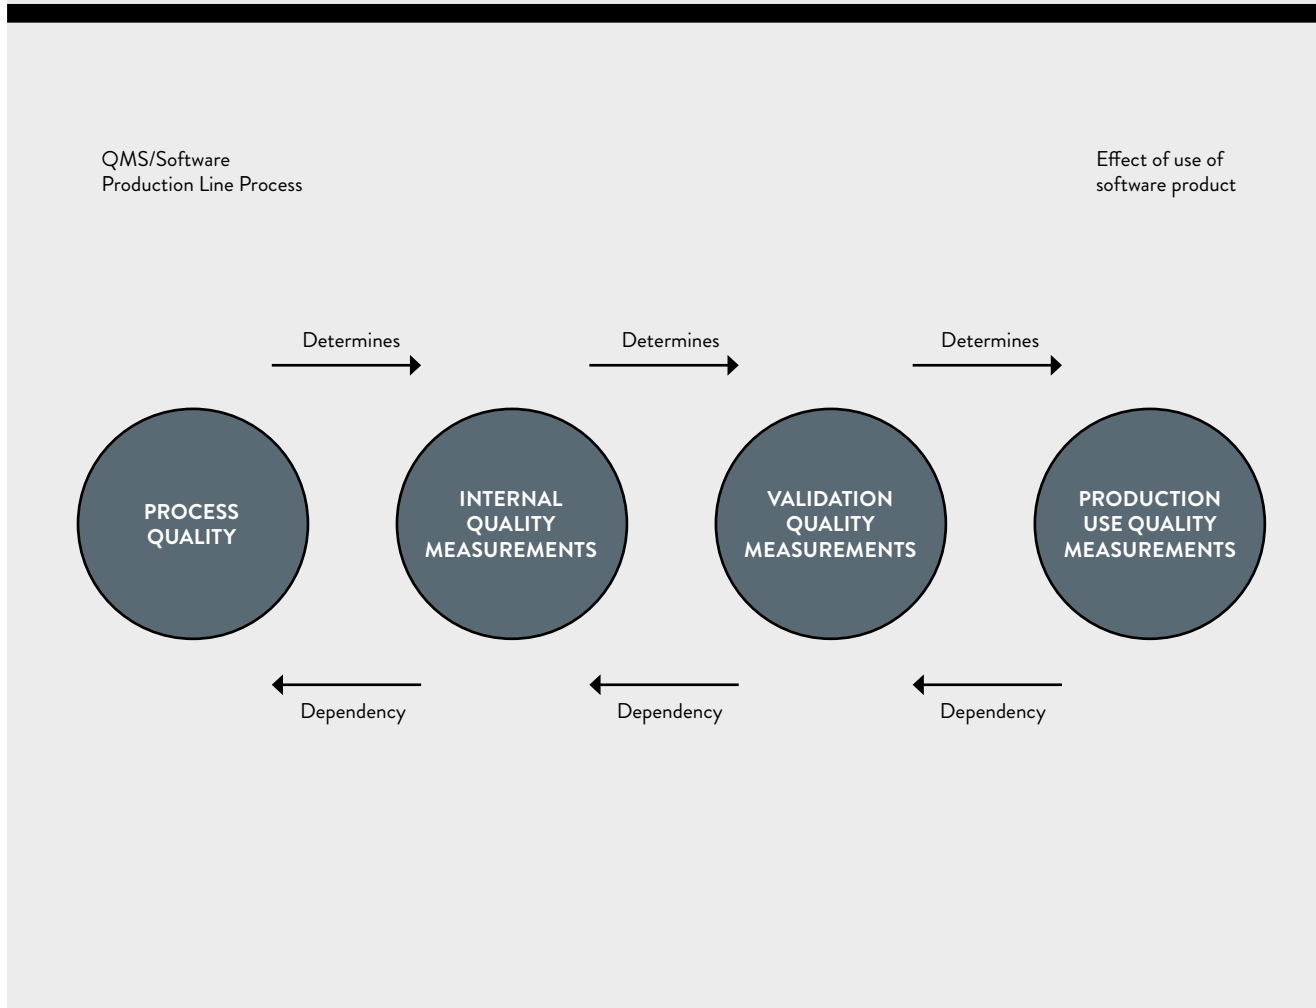 QMS/Software
Production Line Process
Effect of use of
software product
Determines
Determines
Determines
PROCESS
QUALITY
INTERNAL
QUALITY
MEASUREMENTS
VALIDATION
QUALITY
MEASUREMENTS
PRODUCTION
USE QUALITY
MEASUREMENTS
Dependency
Dependency
Dependency